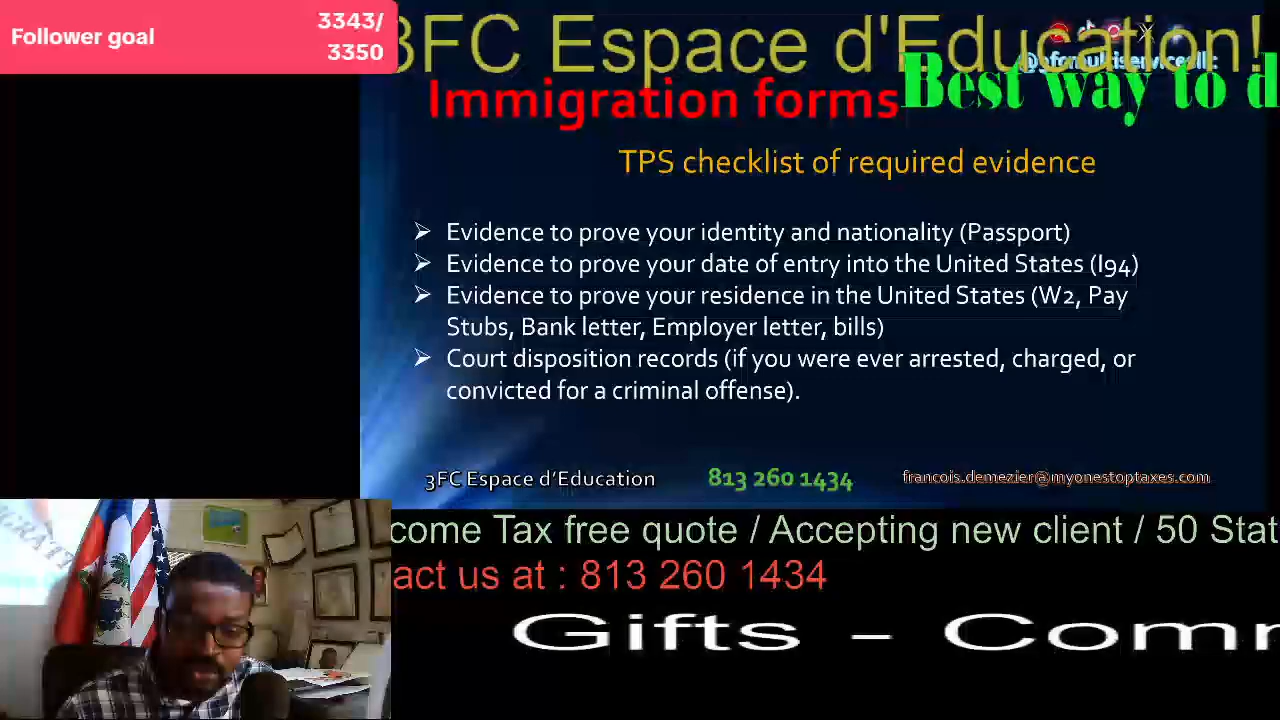 Follower goal
3343/
3350
3FC Espace d'Education!
Immigration forms
Best way to d
TPS checklist of required evidence
➢ Evidence to prove your identity and nationality (Passport)
➢ Evidence to prove your date of entry into the United States (I94)
➢ Evidence to prove your residence in the United States (W2, Pay
Stubs, Bank letter, Employer letter, bills)
➢ Court disposition records (if you were ever arrested, charged, or
convicted for a criminal offense).
3FC Espace d'Education
813 260 1434
francois.demezier@myonestoptaxes.com
come Tax free quote / Accepting new client / 50 Stat
act us at : 813 260 1434
Gifts - Com